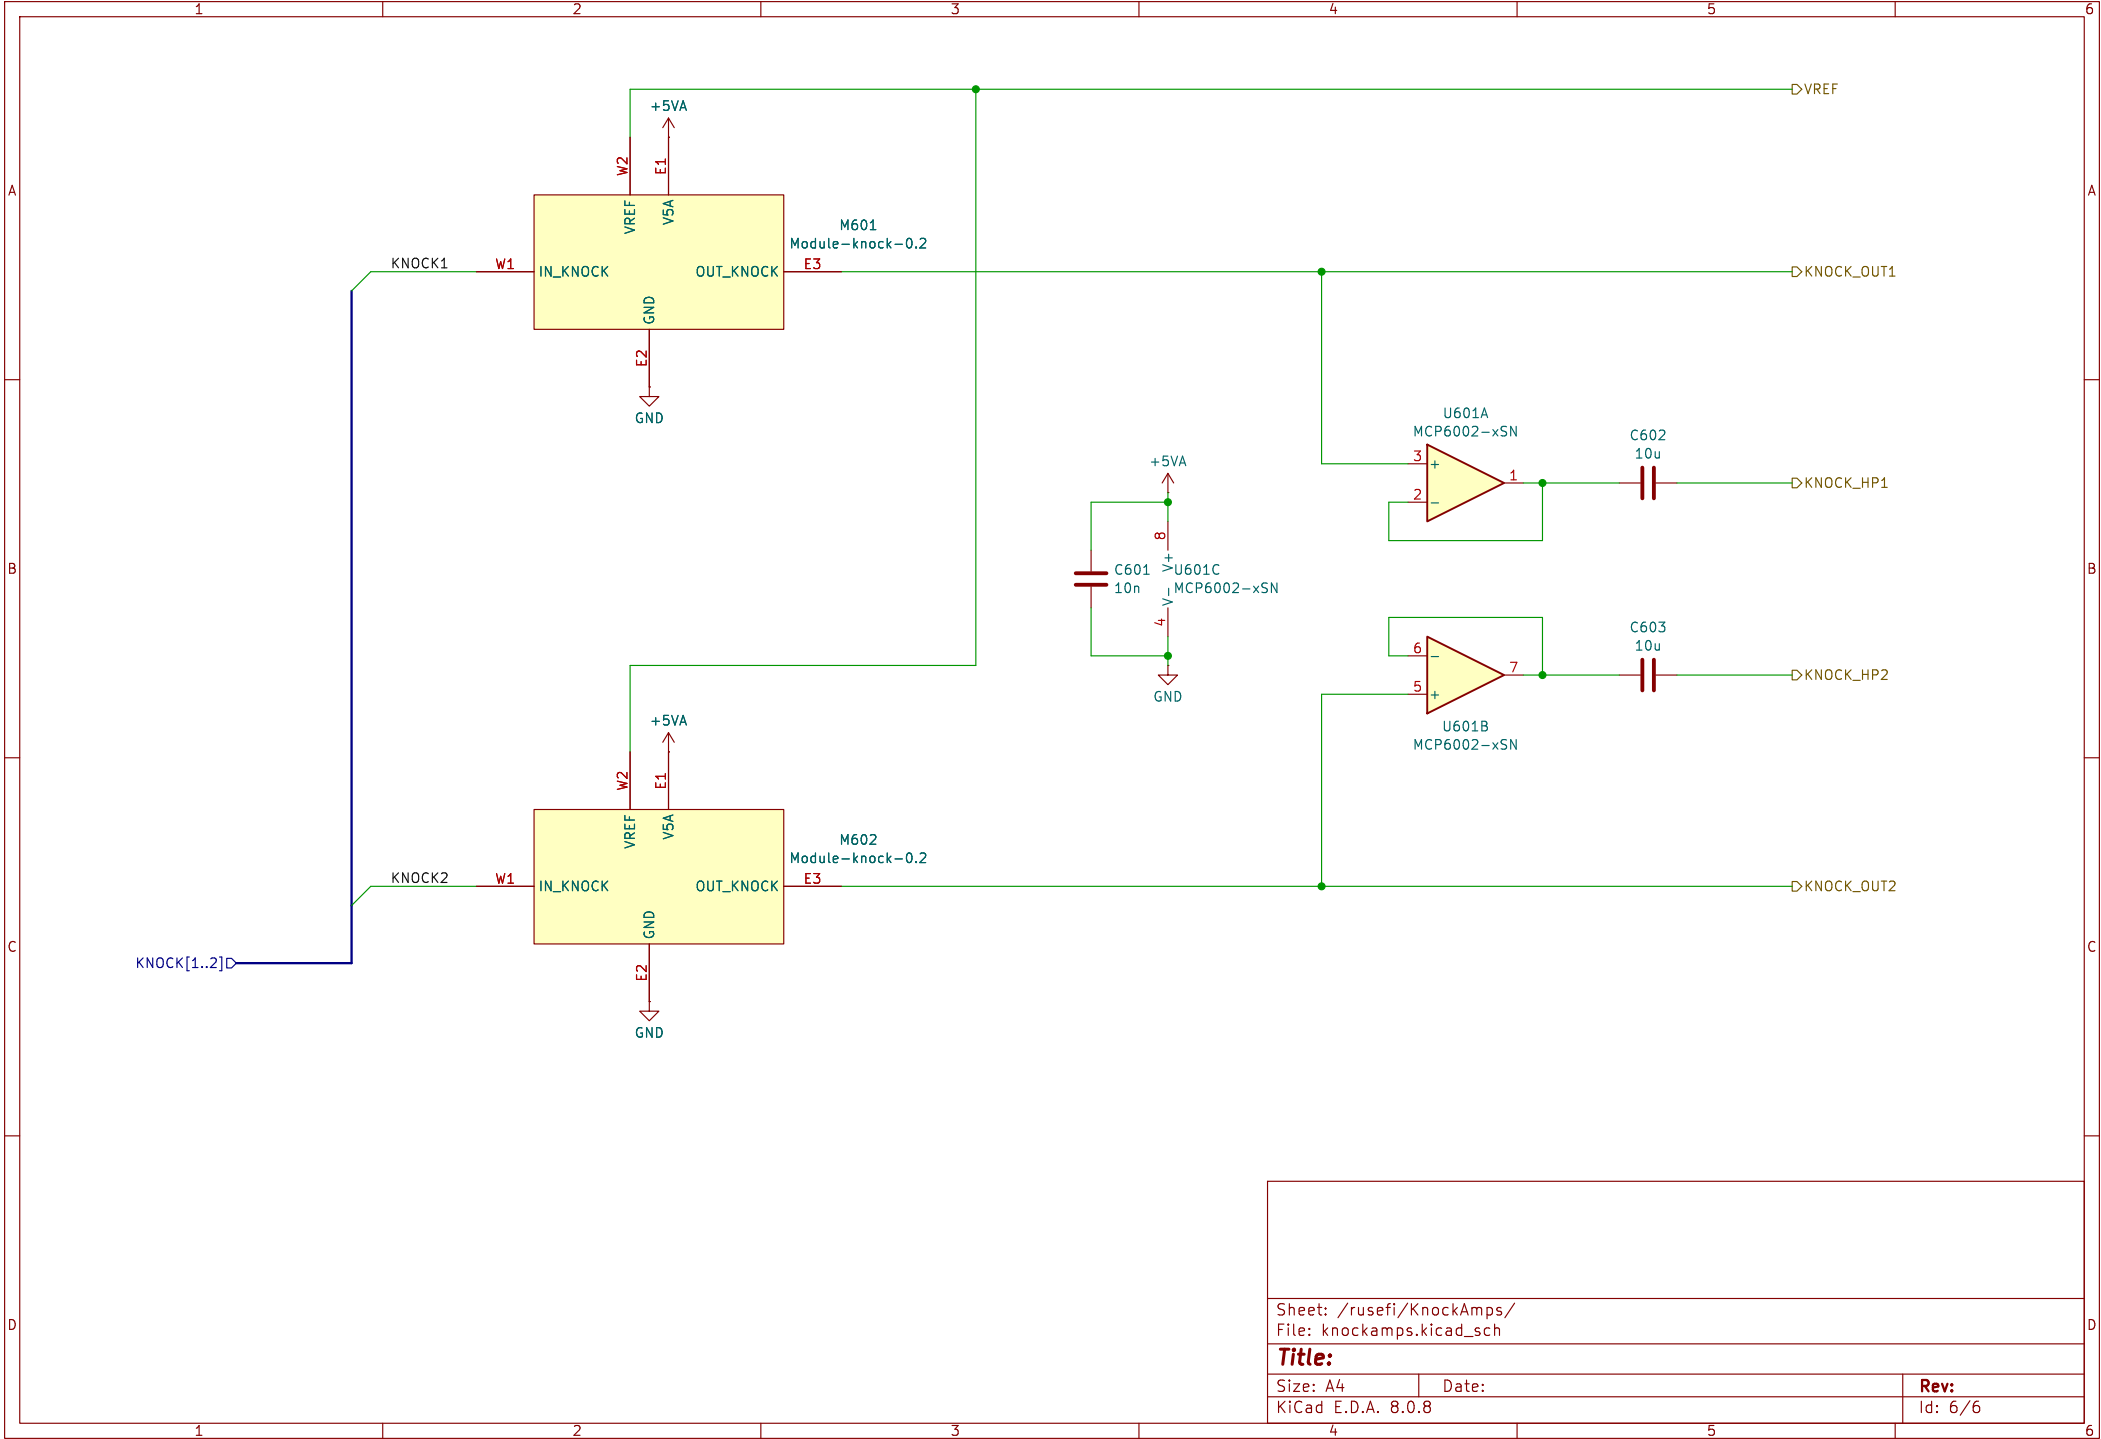 1 2 3 4 5 6
VREF
+5VA
W2
E1
A
A
VREF
V5A
M601
Module-knock-0.2
KNOCK1
W1
IN_KNOCK
OUT_KNOCK
E3
KNOCK_OUT1
GND
E2
GND
U601A
MCP6002-xSN
C602
10u
3
+
1
2
−
KNOCK_HP1
+5VA
8
V+
B
B
C601
10n
U601C
MCP6002-xSN
V-
4
GND
C603
10u
6
−
7
5
+
KNOCK_HP2
U601B
MCP6002-xSN
+5VA
W2
E1
VREF
V5A
M602
Module-knock-0.2
KNOCK2
W1
IN_KNOCK
OUT_KNOCK
E3
KNOCK_OUT2
GND
C
C
KNOCK[1..2]
E2
GND
Sheet: /rusefi/KnockAmps/
File: knockamps.kicad_sch
D
D
Title:
Size: A4
Date:
Rev:
KiCad E.D.A. 8.0.8
Id: 6/6
1 2 3 4 5 6